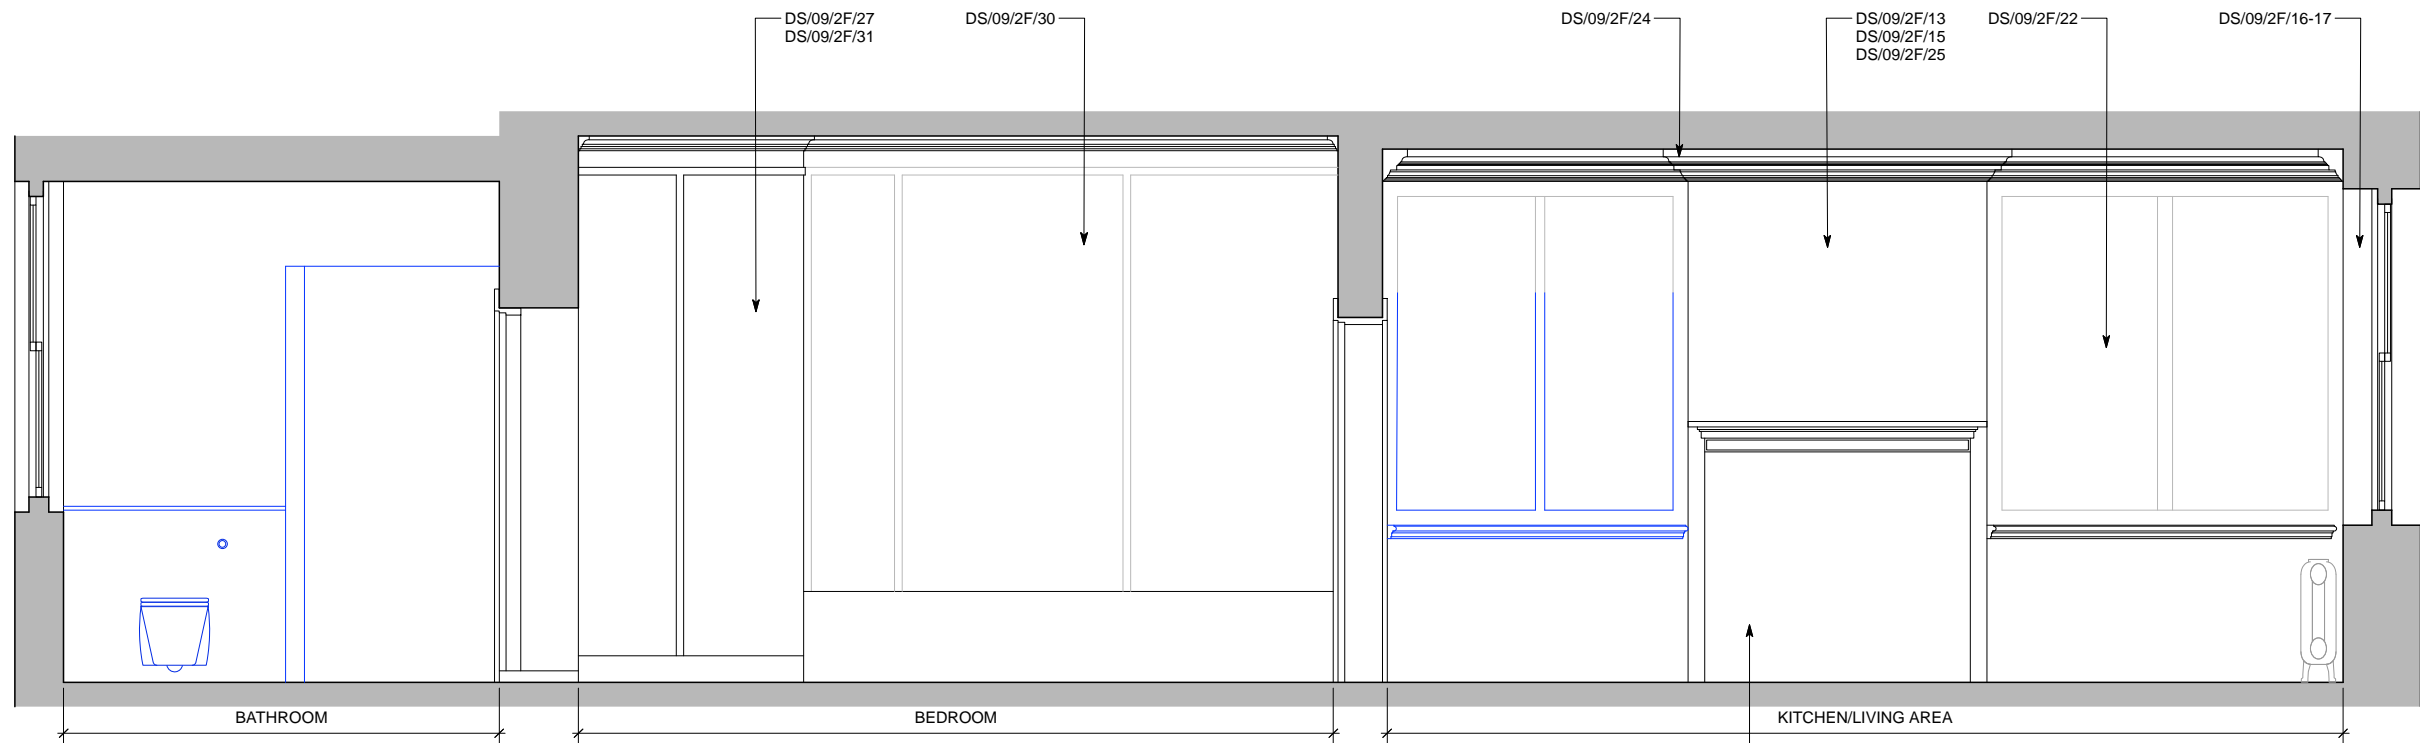 DS/09/2F/27
DS/09/2F/31
DS/09/2F/30
DS/09/2F/24
DS/09/2F/13
DS/09/2F/15
DS/09/2F/25
DS/09/2F/22
DS/09/2F/16-17
BATHROOM
BEDROOM
KITCHEN/LIVING AREA